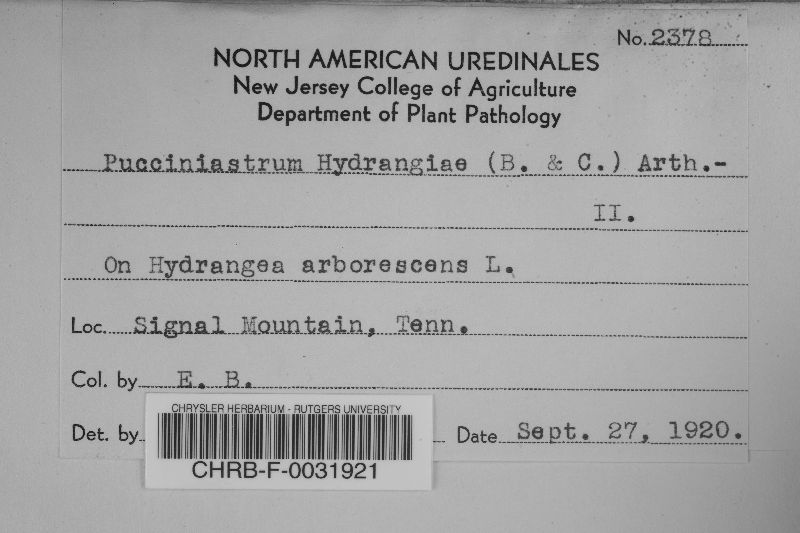 No. 2378
NORTH AMERICAN UREDINALES
New Jersey College of Agriculture
Department of Plant Pathology
Pucciniastrum Hydrangiae (B. & C.) Arth.-
II.
On Hydrangea arborescens L.
Loc. Signal Mountain, Tenn.
Col. by E. B.
Det. by Date Sept. 27, 1920.
CHRYSLER HERBARIUM - RUTGERS UNIVERSITY
CHRB-F-0031921